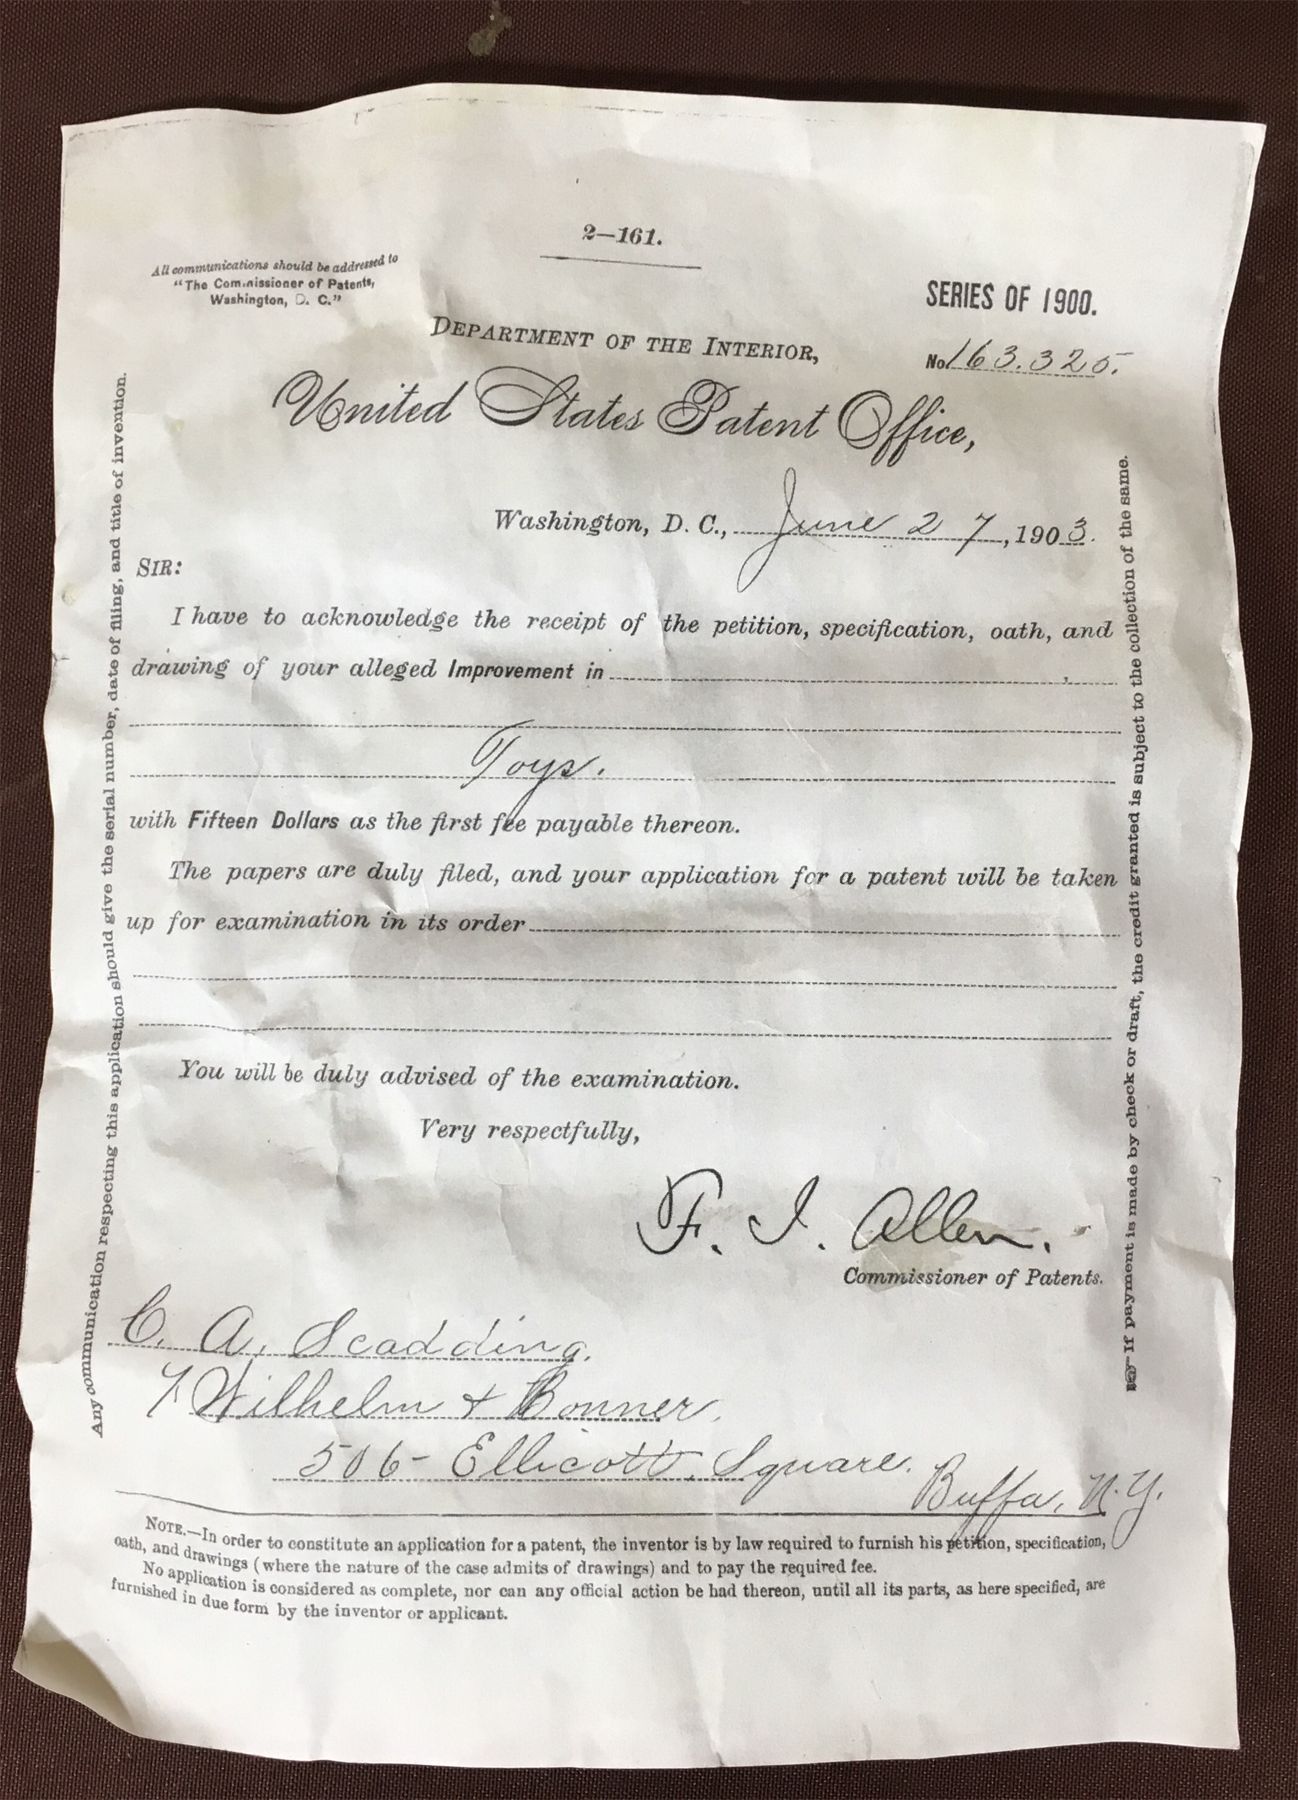 2—161.
All communications should be addressed to
"The Commissioner of Patents,
Washington, D. C."
SERIES OF 1900.
DEPARTMENT OF THE INTERIOR,
No 163.325.
United States Patent Office,
Washington, D. C., June 27, 1903.
SIR:
I have to acknowledge the receipt of the petition, specification, oath, and
drawing of your alleged Improvement in
Toys.
with Fifteen Dollars as the first fee payable thereon.
The papers are duly filed, and your application for a patent will be taken
up for examination in its order
You will be duly advised of the examination.
Very respectfully,
F. I. Allen.
Commissioner of Patents.
C. A. Scadding.
Wilhelm & Bonner.
506- Ellicott Square.
Buffa, N.Y.
NOTE.—In order to constitute an application for a patent, the inventor is by law required to furnish his petition, specification,
oath, and drawings (where the nature of the case admits of drawings) and to pay the required fee.
No application is considered as complete, nor can any official action be had thereon, until all its parts, as here specified, are
furnished in due form by the inventor or applicant.
Any communication respecting this application should give the serial number, date of filing, and title of invention.
☞ If payment is made by check or draft, the credit granted is subject to the collection of the same.